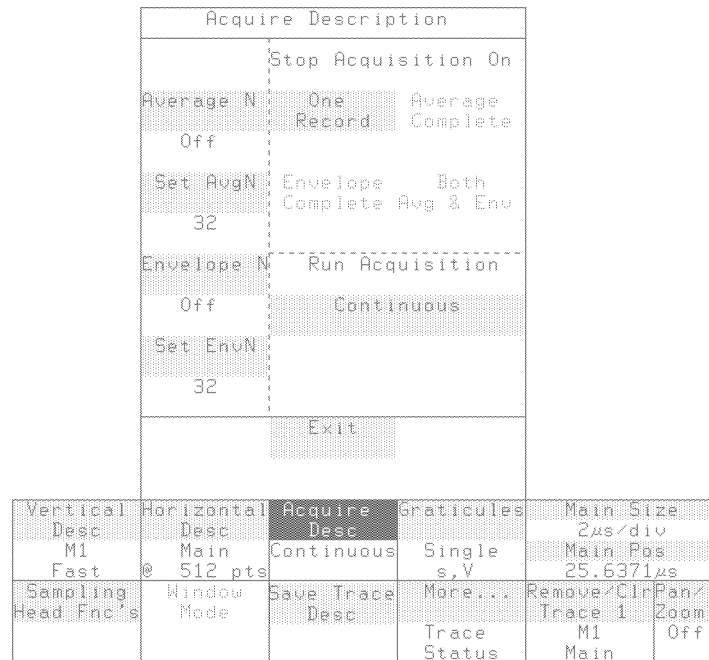 Acquire Description
Stop Acquisition On
Average N
Off
One
Record
Average
Complete
Set AvgN
32
Envelope
Complete
Both
Avg & Env
Envelope N
Off
Run Acquisition
Continuous
Set EnvN
32
Exit
Vertical
Desc
M1
Fast
Horizontal
Desc
Main
@ 512 pts
Acquire
Desc
Continuous
Graticules
Single
s,V
Main Size
2µs/div
Main Pos
25.6371µs
Sampling
Head Fnc's
Window
Mode
Save Trace
Desc
More...
Trace
Status
Remove/Clr
Trace 1
M1
Main
Pan/
Zoom
Off